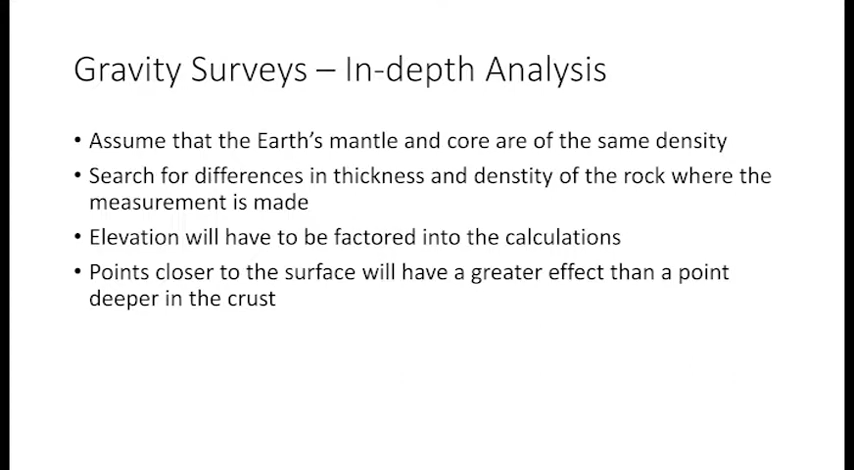 Gravity Surveys – In-depth Analysis
• Assume that the Earth's mantle and core are of the same density
• Search for differences in thickness and denstity of the rock where the
measurement is made
• Elevation will have to be factored into the calculations
• Points closer to the surface will have a greater effect than a point
deeper in the crust